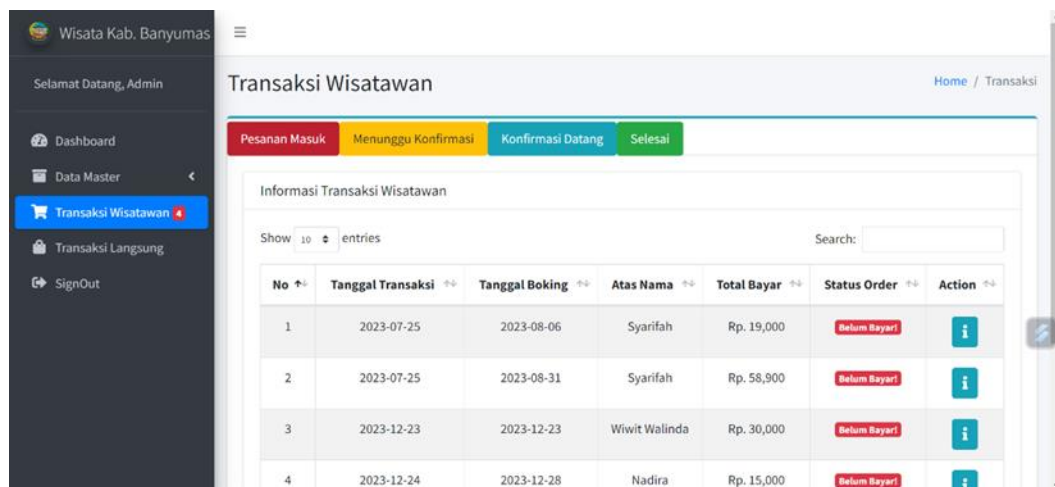 Wisata Kab. Banyumas
Selamat Datang, Admin
Dashboard
Data Master
Transaksi Wisatawan 4
Transaksi Langsung
SignOut
Transaksi Wisatawan
Home / Transaksi
Pesanan Masuk Menunggu Konfirmasi Konfirmasi Datang Selesai
Informasi Transaksi Wisatawan
Show 10 entries Search:
No Tanggal Transaksi Tanggal Boking Atas Nama Total Bayar Status Order Action
1 2023-07-25 2023-08-06 Syarifah Rp. 19,000 Belum Bayar! i
2 2023-07-25 2023-08-31 Syarifah Rp. 58,900 Belum Bayar! i
3 2023-12-23 2023-12-23 Wiwit Walinda Rp. 30,000 Belum Bayar! i
4 2023-12-24 2023-12-28 Nadira Rp. 15,000 Belum Bayar! i